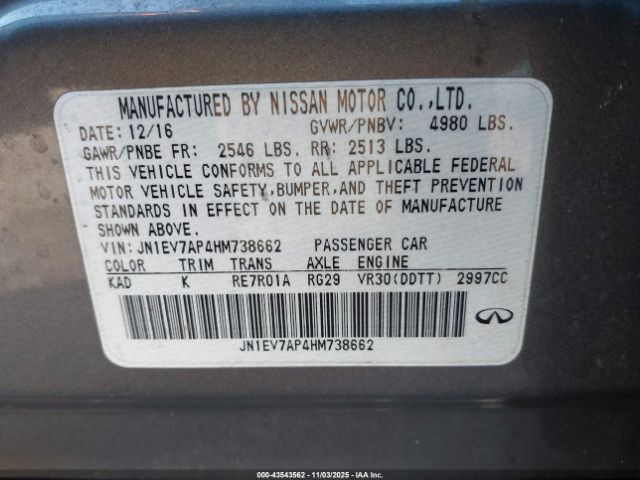 MANUFACTURED BY NISSAN MOTOR CO.,LTD.
DATE: 12/16 GVWR/PNBV: 4980 LBS.
GAWR/PNBE FR: 2546 LBS. RR: 2513 LBS.
THIS VEHICLE CONFORMS TO ALL APPLICABLE FEDERAL
MOTOR VEHICLE SAFETY,BUMPER,AND THEFT PREVENTION
STANDARDS IN EFFECT ON THE DATE OF MANUFACTURE
SHOWN ABOVE.
VIN: JN1EV7AP4HM738662 PASSENGER CAR
COLOR TRIM TRANS AXLE ENGINE
KAD K RE7R01A RG29 VR30(DDTT) 2997CC
JN1EV7AP4HM738662
INFINITI
000-43543562 - 11/03/2025 - IAAI.COM